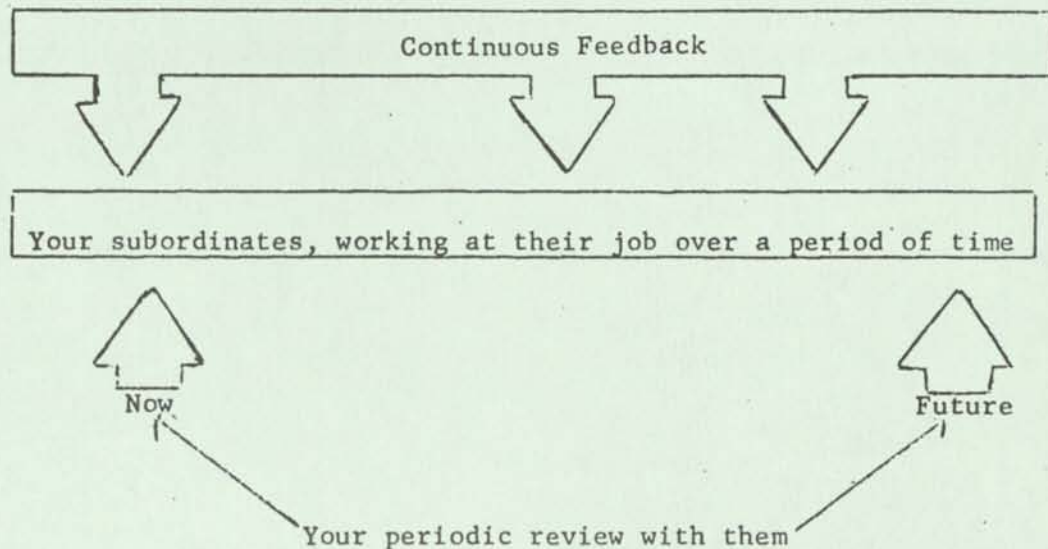 Continuous Feedback
Your subordinates, working at their job over a period of time
Now
Future
Your periodic review with them